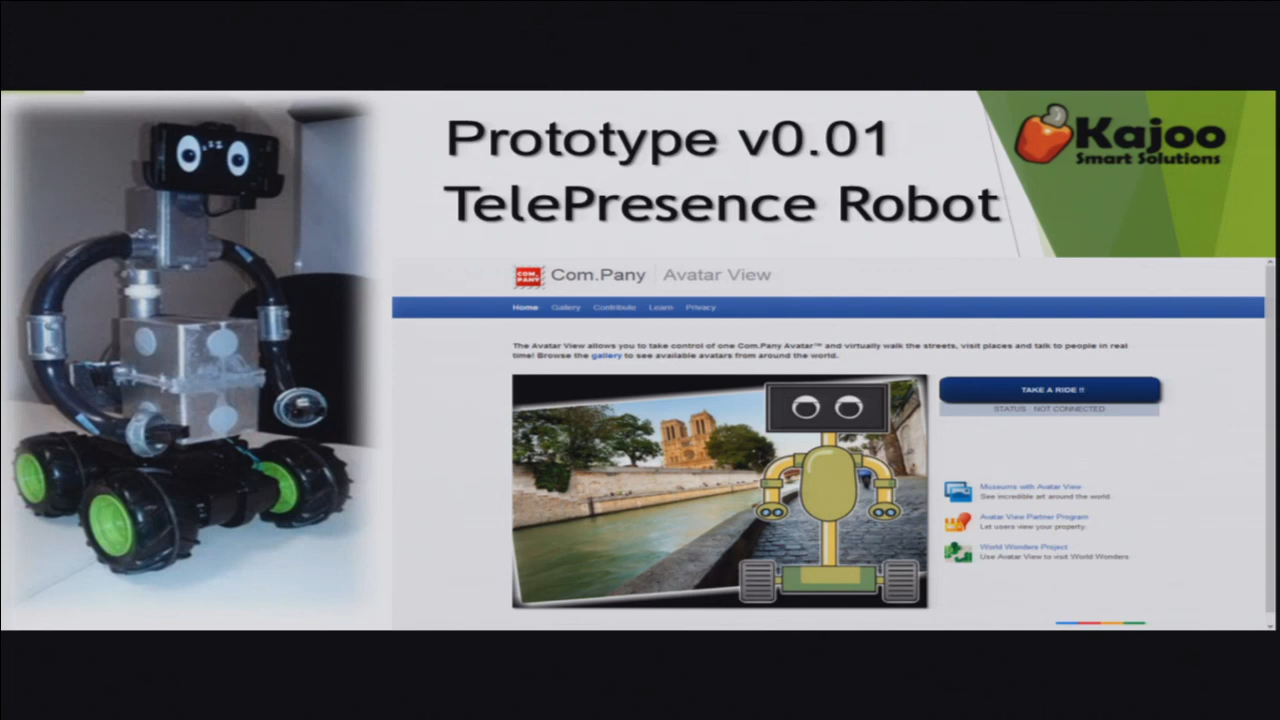 Prototype v0.01
TelePresence Robot
Kajoo
Smart Solutions
COM.
PANY
Com.Pany | Avatar View
Home Gallery Contribute Learn Privacy
The Avatar View allows you to take control of one Com.Pany Avatar™ and virtually walk the streets, visit places and talk to people in real
time! Browse the gallery to see available avatars from around the world.
TAKE A RIDE !!
STATUS NOT CONNECTED
Museums with Avatar View
See incredible art around the world.
Avatar View Partner Program
Let users view your property.
World Wonders Project
Use Avatar View to visit World Wonders